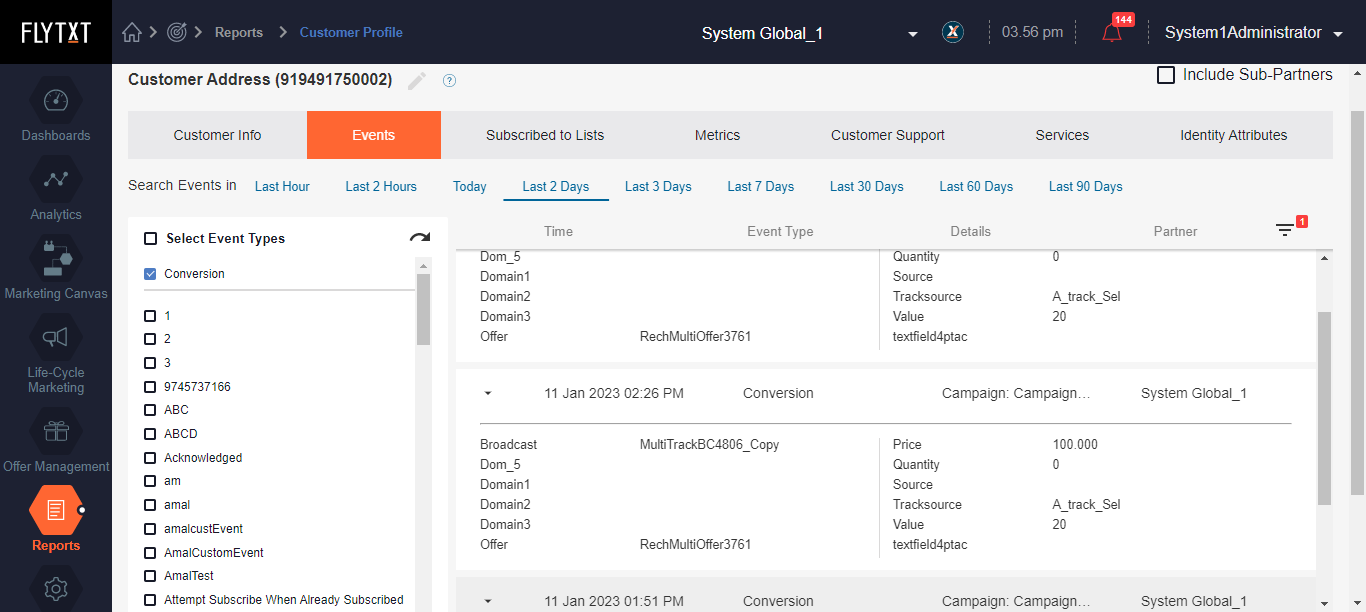 FLYTXT
Reports
Customer Profile
System Global_1
03.56 pm
144
System1Administrator
Dashboards
Analytics
Marketing Canvas
Life-Cycle
Marketing
Offer Management
Reports
Customer Address (919491750002)
?
Include Sub-Partners
Customer Info Events Subscribed to Lists Metrics Customer Support Services Identity Attributes
Search Events in Last Hour Last 2 Hours Today Last 2 Days Last 3 Days Last 7 Days Last 30 Days Last 60 Days Last 90 Days
Select Event Types
Conversion
1
2
3
9745737166
ABC
ABCD
Acknowledged
am
amal
amalcustEvent
AmalCustomEvent
AmalTest
Attempt Subscribe When Already Subscribed
Time Event Type Details Partner 1
Dom_5 Quantity 0
Domain1 Source
Domain2 Tracksource A_track_Sel
Domain3 Value 20
Offer RechMultiOffer3761 textfield4ptac
11 Jan 2023 02:26 PM Conversion Campaign: Campaign... System Global_1
Broadcast MultiTrackBC4806_Copy Price 100.000
Dom_5 Quantity 0
Domain1 Source
Domain2 Tracksource A_track_Sel
Domain3 Value 20
Offer RechMultiOffer3761 textfield4ptac
11 Jan 2023 01:51 PM Conversion Campaign: Campaign... System Global_1